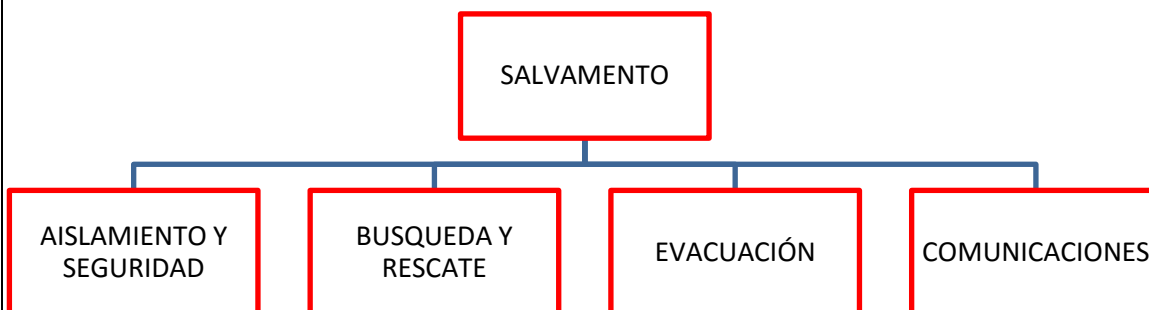 SALVAMENTO
AISLAMIENTO Y
SEGURIDAD
BUSQUEDA Y
RESCATE
EVACUACIÓN
COMUNICACIONES